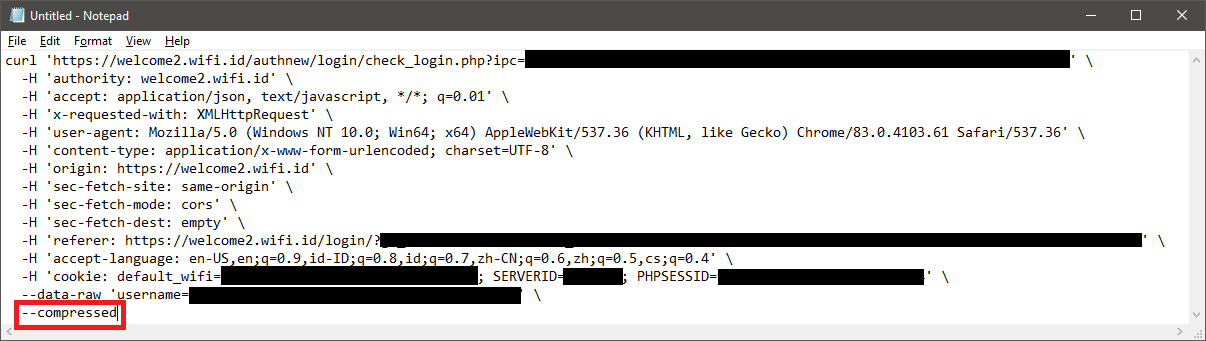 Untitled - Notepad
File Edit Format View Help
curl 'https://welcome2.wifi.id/authnew/login/check_login.php?ipc= ' \
-H 'authority: welcome2.wifi.id' \
-H 'accept: application/json, text/javascript, */*; q=0.01' \
-H 'x-requested-with: XMLHttpRequest' \
-H 'user-agent: Mozilla/5.0 (Windows NT 10.0; Win64; x64) AppleWebKit/537.36 (KHTML, like Gecko) Chrome/83.0.4103.61 Safari/537.36' \
-H 'content-type: application/x-www-form-urlencoded; charset=UTF-8' \
-H 'origin: https://welcome2.wifi.id' \
-H 'sec-fetch-site: same-origin' \
-H 'sec-fetch-mode: cors' \
-H 'sec-fetch-dest: empty' \
-H 'referer: https://welcome2.wifi.id/login/? ' \
-H 'accept-language: en-US,en;q=0.9,id-ID;q=0.8,id;q=0.7,zh-CN;q=0.6,zh;q=0.5,cs;q=0.4' \
-H 'cookie: default_wifi= ; SERVERID= ; PHPSESSID= ' \
--data-raw 'username= ' \
--compressed